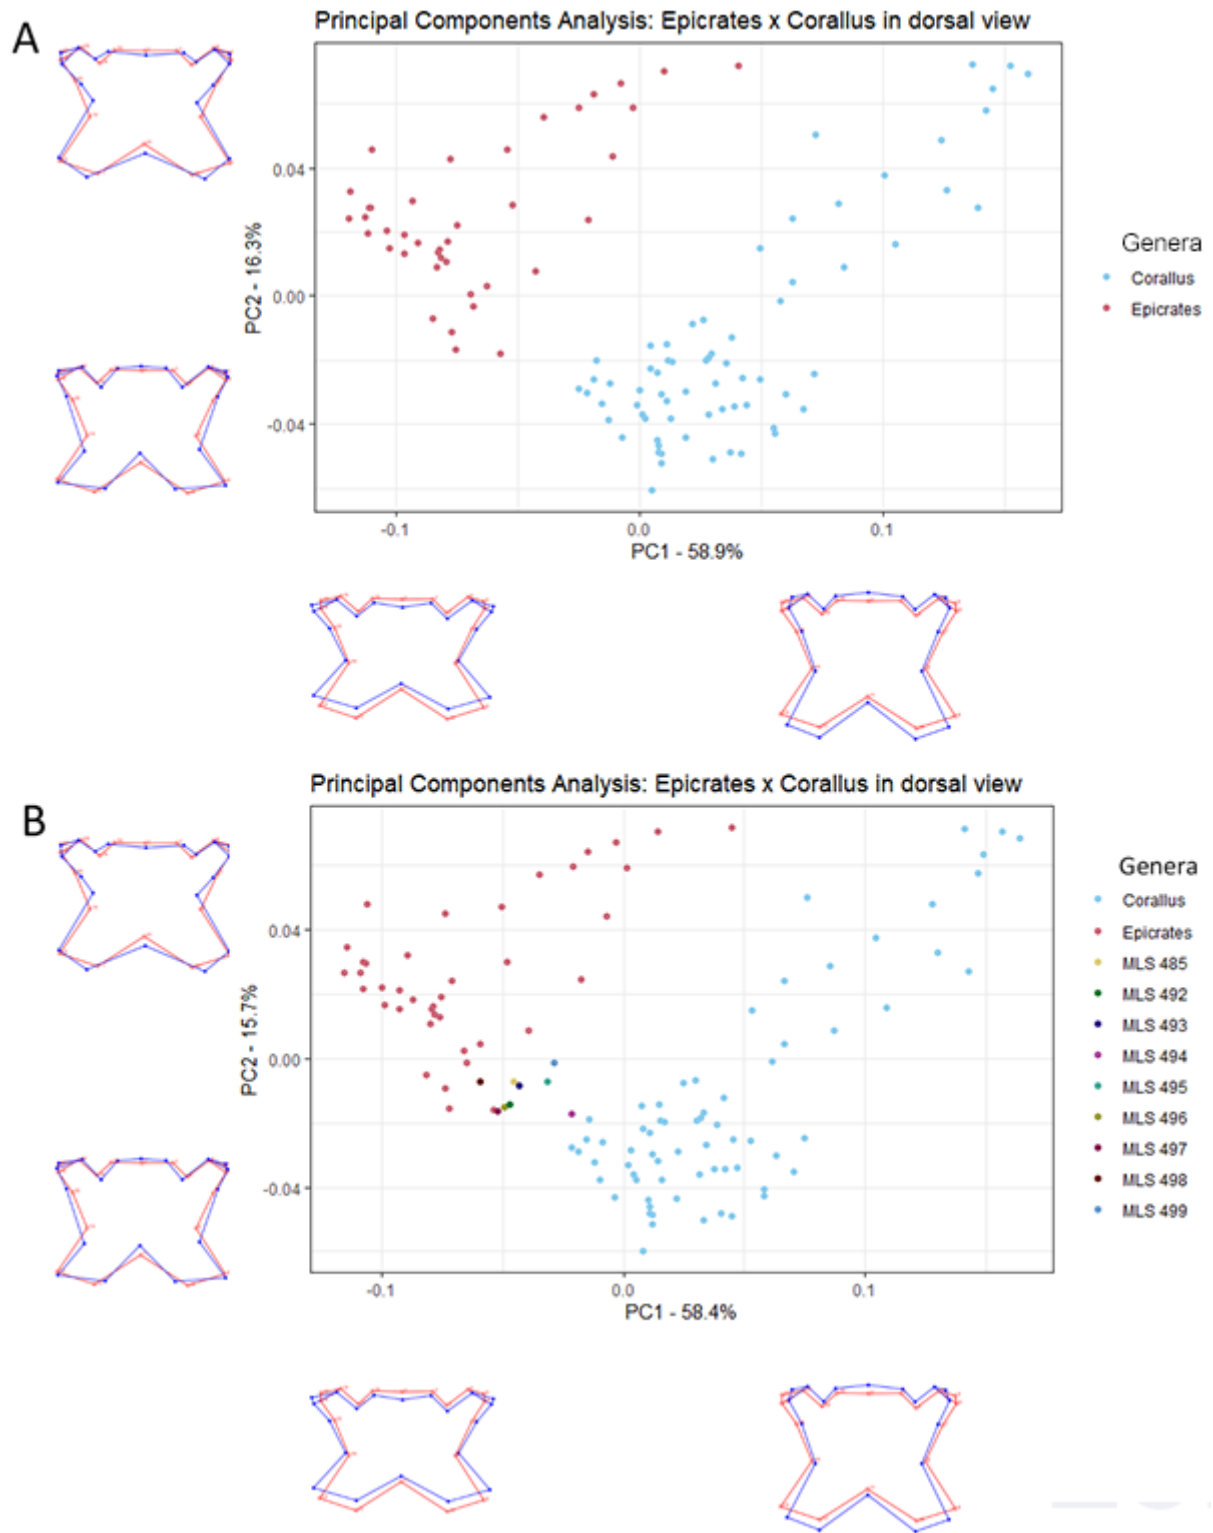 A
Principal Components Analysis: Epicrates x Corallus in dorsal view
0.04
0.00
-0.04
PC2 - 16.3%
-0.1
0.0
0.1
PC1 - 58.9%
Genera
Corallus
Epicrates
B
Principal Components Analysis: Epicrates x Corallus in dorsal view
0.04
0.00
-0.04
PC2 - 15.7%
-0.1
0.0
0.1
PC1 - 58.4%
Genera
Corallus
Epicrates
MLS 485
MLS 492
MLS 493
MLS 494
MLS 495
MLS 496
MLS 497
MLS 498
MLS 499